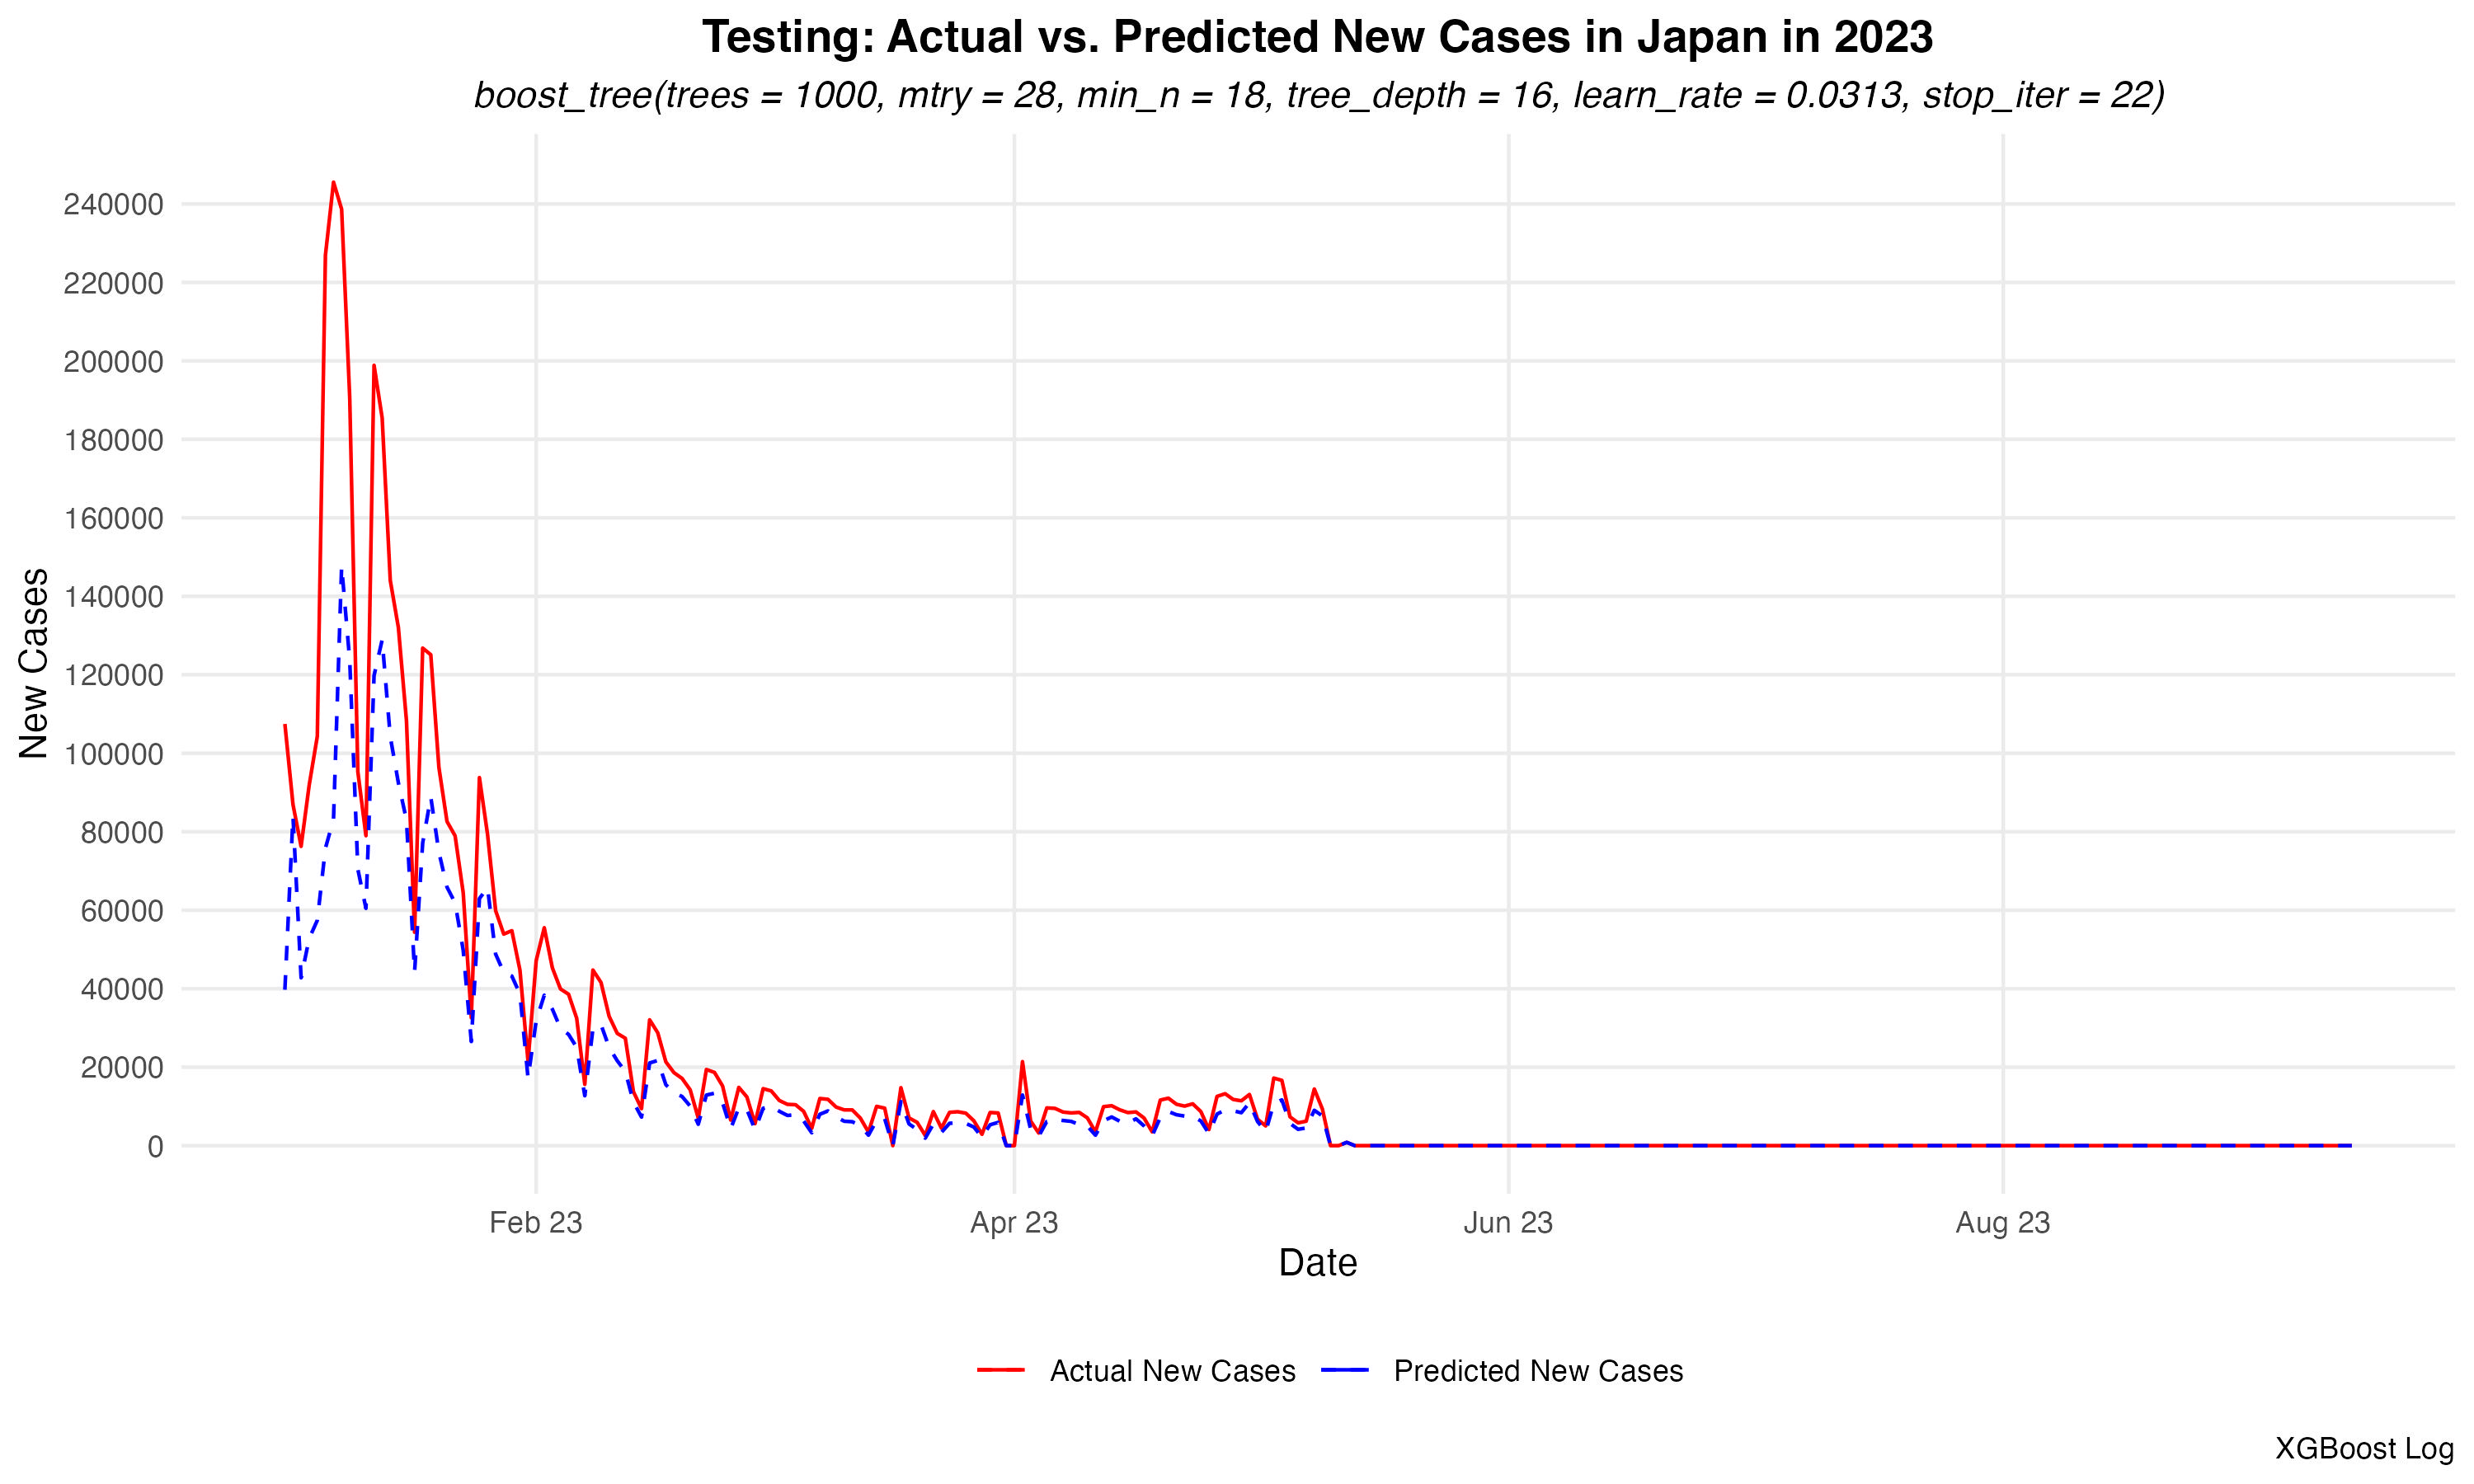 Testing: Actual vs. Predicted New Cases in Japan in 2023
boost_tree(trees = 1000, mtry = 28, min_n = 18, tree_depth = 16, learn_rate = 0.0313, stop_iter = 22)
New Cases
240000
220000
200000
180000
160000
140000
120000
100000
80000
60000
40000
20000
0
Feb 23 Apr 23 Jun 23 Aug 23
Date
Actual New Cases Predicted New Cases
XGBoost Log